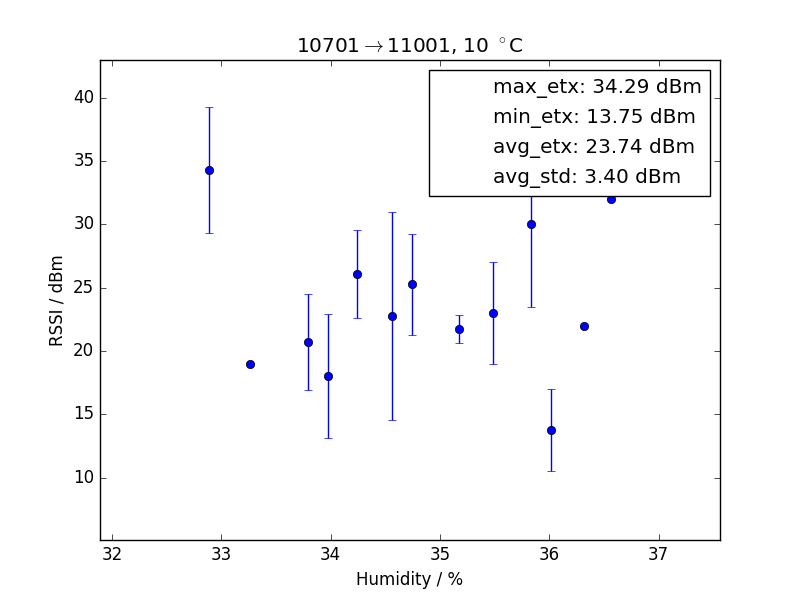 10701→11001, 10 °C
max_etx: 34.29 dBm
min_etx: 13.75 dBm
avg_etx: 23.74 dBm
avg_std: 3.40 dBm
RSSI / dBm
40
35
30
25
20
15
10
32 33 34 35 36 37
Humidity / %